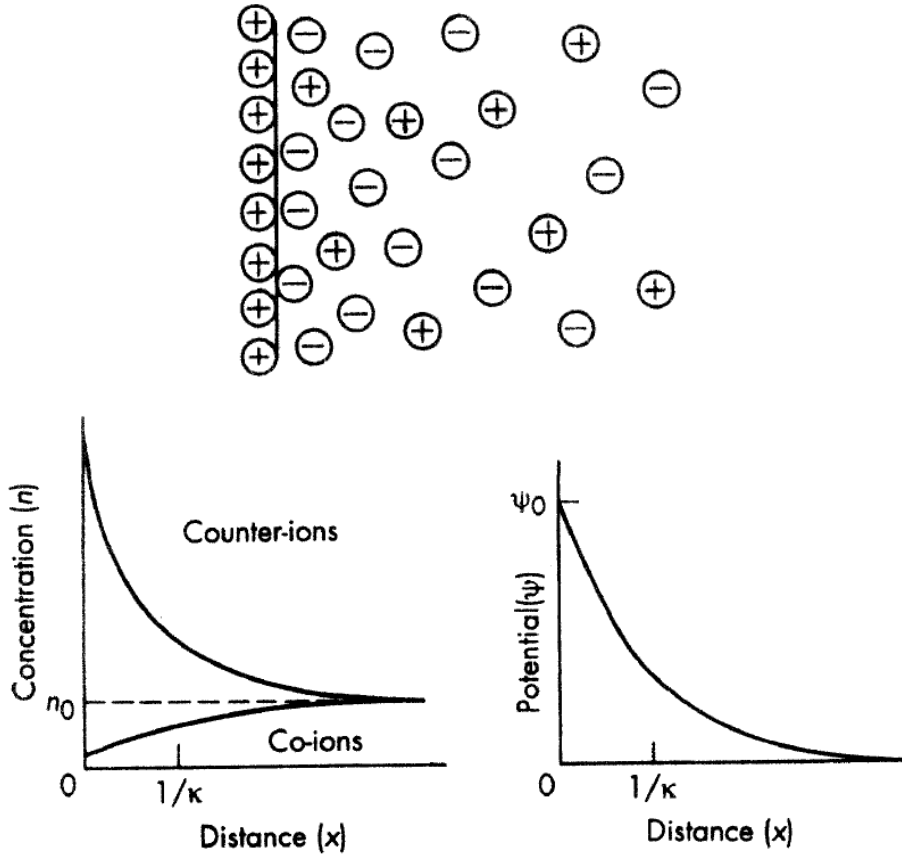 Concentration (n)
Counter-ions
n0
Co-ions
0
1/κ
Distance (x)
Potential(ψ)
ψ0
0
1/κ
Distance (x)